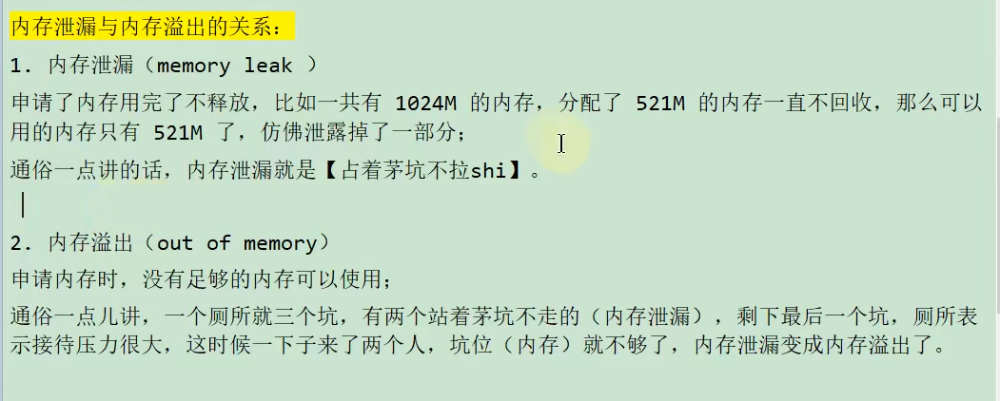 内存泄漏与内存溢出的关系：
1. 内存泄漏（memory leak ）
申请了内存用完了不释放，比如一共有 1024M 的内存，分配了 521M 的内存一直不回收，那么可以
用的内存只有 521M 了，仿佛泄露掉了一部分；
通俗一点讲的话，内存泄漏就是【占着茅坑不拉shi】。
2. 内存溢出（out of memory）
申请内存时，没有足够的内存可以使用；
通俗一点儿讲，一个厕所就三个坑，有两个站着茅坑不走的（内存泄漏），剩下最后一个坑，厕所表
示接待压力很大，这时候一下子来了两个人，坑位（内存）就不够了，内存泄漏变成内存溢出了。